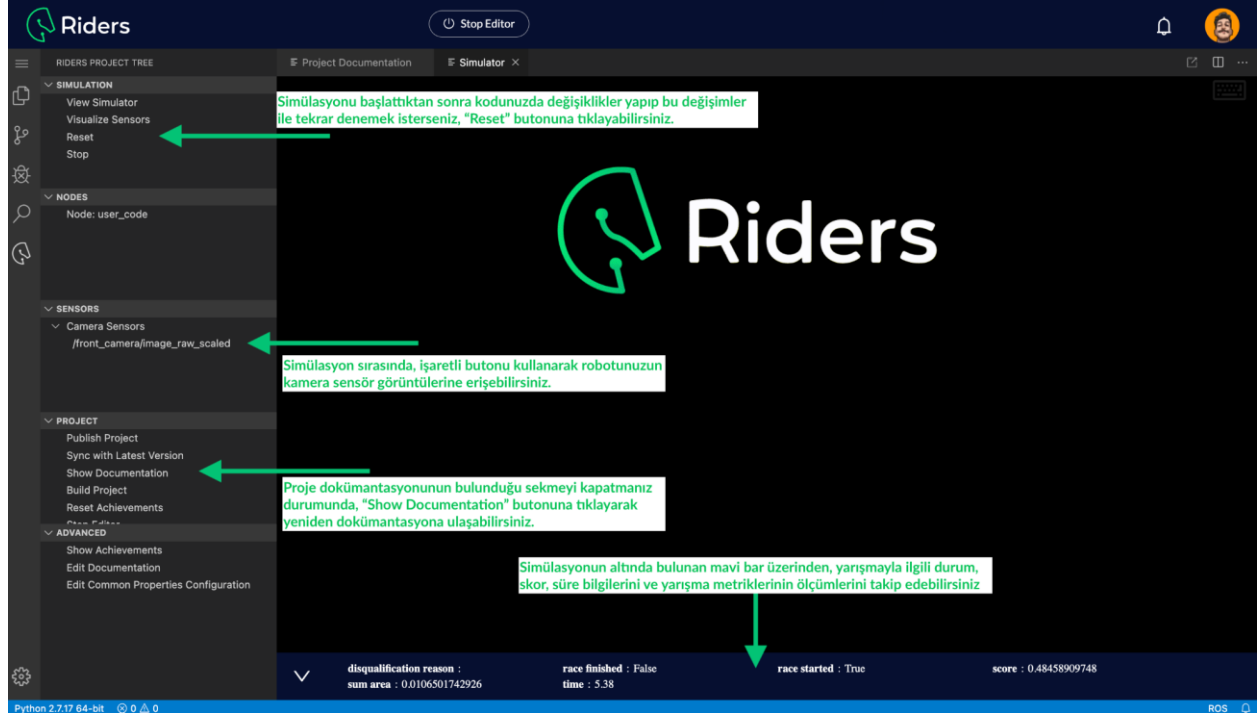 Riders
Stop Editor
RIDERS PROJECT TREE
Project Documentation
Simulator
SIMULATION
View Simulator
Visualize Sensors
Reset
Stop
NODES
Node: user_code
SENSORS
Camera Sensors
/front_camera/image_raw_scaled
PROJECT
Publish Project
Sync with Latest Version
Show Documentation
Build Project
Reset Achievements
Stop Editor
ADVANCED
Show Achievements
Edit Documentation
Edit Common Properties Configuration
Simülasyonu başlattıktan sonra kodunuzda değişiklikler yapıp bu değişimler
ile tekrar denemek isterseniz, “Reset” butonuna tıklayabilirsiniz.
Riders
Simülasyon sırasında, işaretli butonu kullanarak robotunuzun
kamera sensör görüntülerine erişebilirsiniz.
Proje dokümantasyonunun bulunduğu sekmeyi kapatmanız
durumunda, “Show Documentation” butonuna tıklayarak
yeniden dokümantasyona ulaşabilirsiniz.
Simülasyonun altında bulunan mavi bar üzerinden, yarışmayla ilgili durum,
skor, süre bilgilerini ve yarışma metriklerinin ölçümlerini takip edebilirsiniz
disqualification reason :
race finished : False
race started : True
score : 0.48458909748
sum area : 0.0106501742926
time : 5.38
Python 2.7.17 64-bit
0
0
ROS